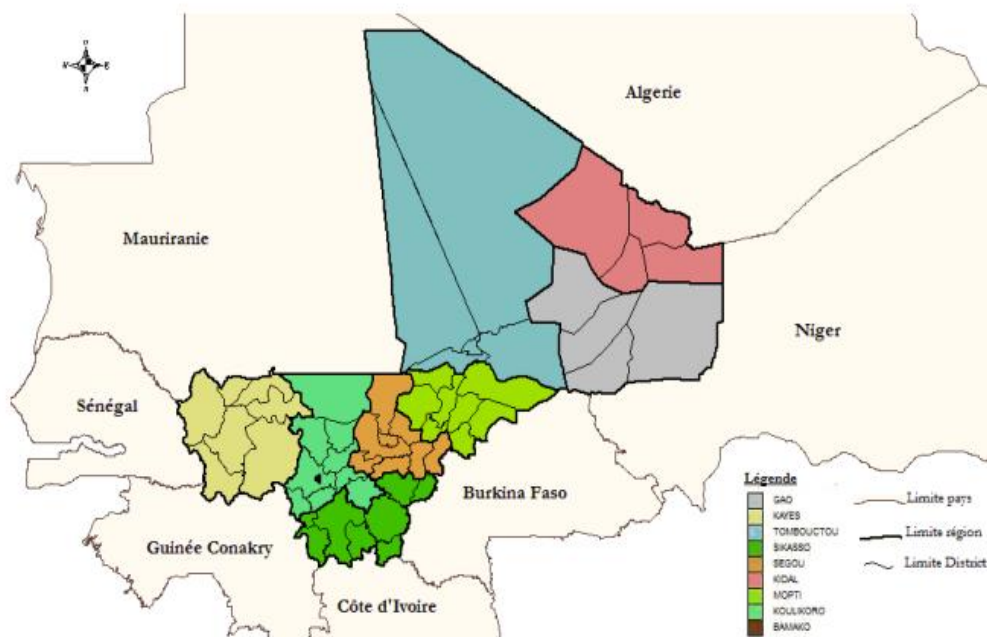 Algerie
Mauriranie
Niger
Sénégal
Burkina Faso
Guinée Conakry
Côte d'Ivoire
Légende
GAO
KAYES
TOMBOUCTOU
SIKASSO
SEGOU
KIDAL
MOPTI
KOULIKORO
BAMAKO
Limite pays
Limite région
Limite District